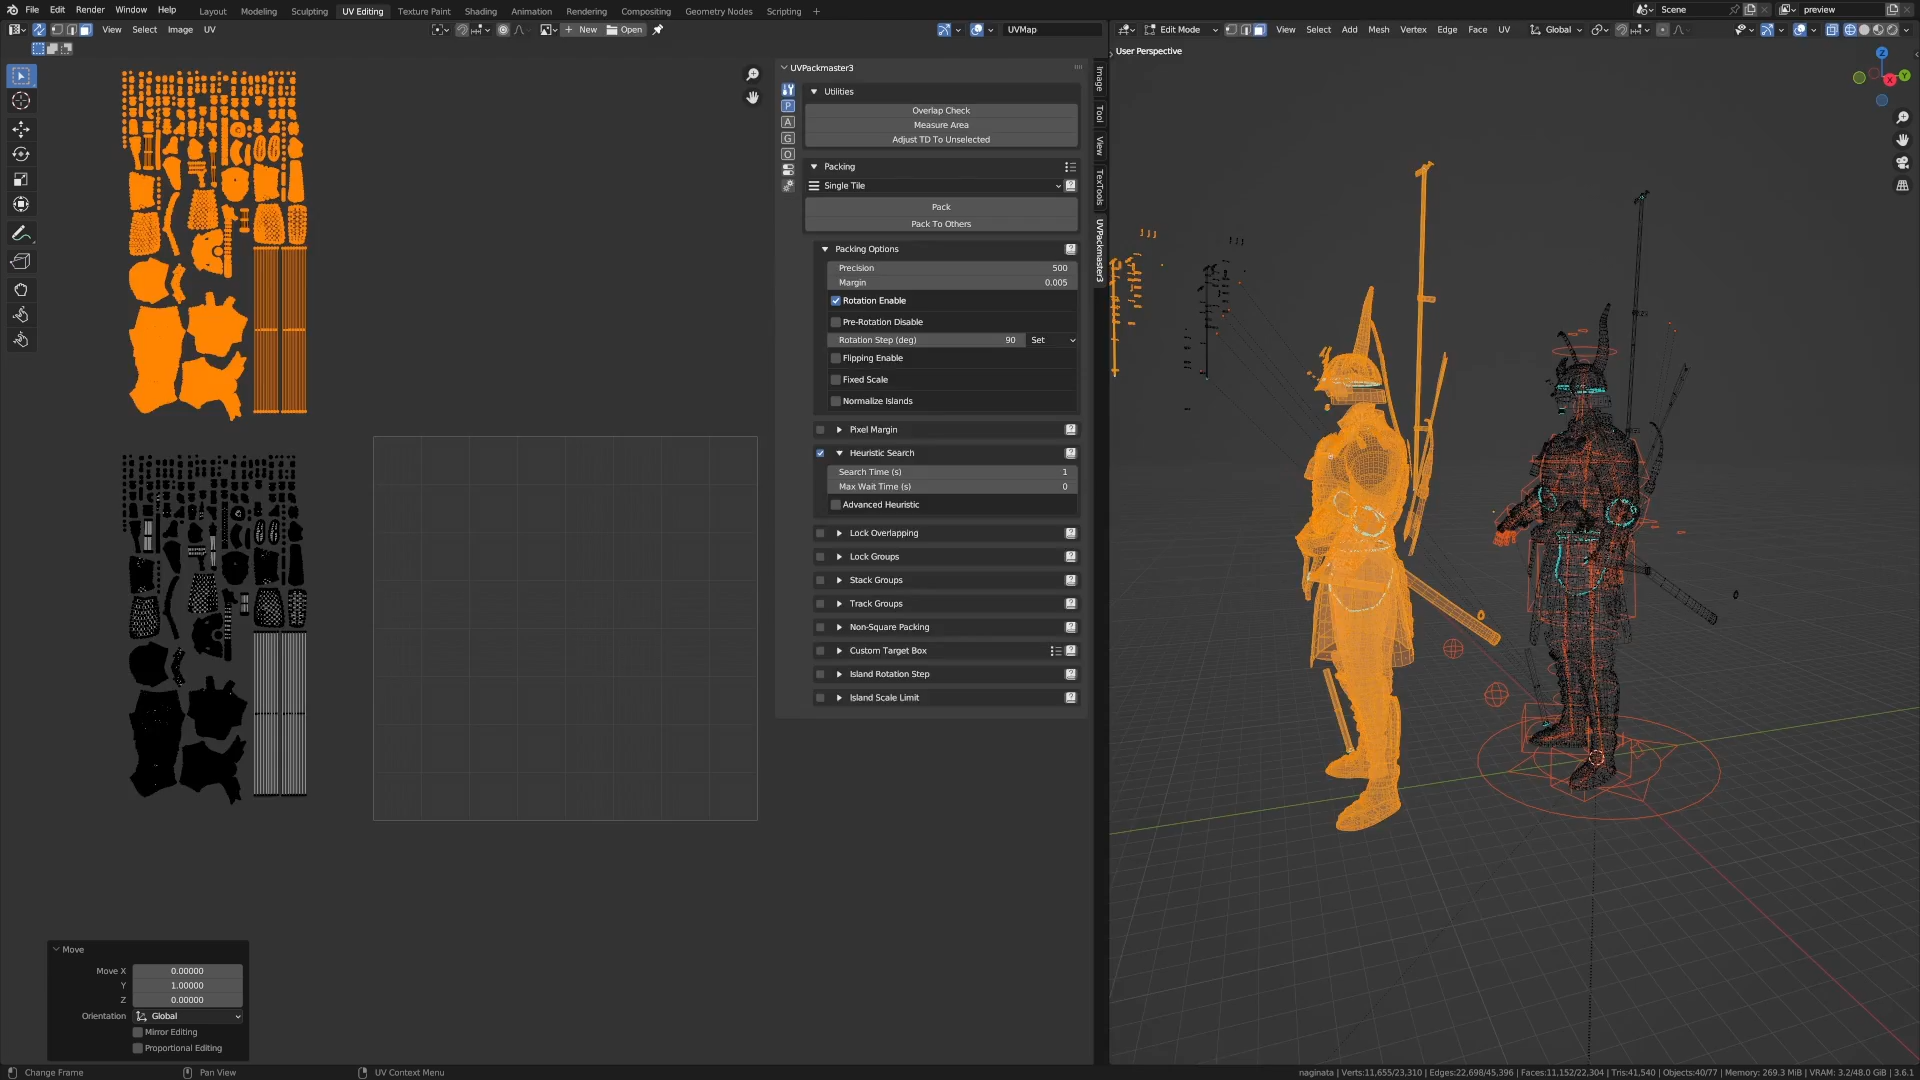 File Edit Render Window Help Layout Modeling Sculpting UV Editing Texture Paint Shading Animation Rendering Compositing Geometry Nodes Scripting + Scene preview
View Select Image UV New Open UVMap Edit Mode View Select Add Mesh Vertex Edge Face UV Global
User Perspective
UVPackmaster3
Utilities
Overlap Check
Measure Area
Adjust TD To Unselected
Packing
Single Tile
Pack
Pack To Others
Packing Options
Precision 500
Margin 0.005
Rotation Enable
Pre-Rotation Disable
Rotation Step (deg) 90 Set
Flipping Enable
Fixed Scale
Normalize Islands
Pixel Margin
Heuristic Search
Search Time (s) 1
Max Wait Time (s) 0
Advanced Heuristic
Lock Overlapping
Lock Groups
Stack Groups
Track Groups
Non-Square Packing
Custom Target Box
Island Rotation Step
Island Scale Limit
P
A
G
O
Image
Tool
View
TexTools
UVPackmaster3
Z
Y
X
Move
Move X 0.00000
Y 1.00000
Z 0.00000
Orientation Global
Mirror Editing
Proportional Editing
Change Frame Pan View UV Context Menu
naginata | Verts:11,655/23,310 | Edges:22,698/45,396 | Faces:11,152/22,304 | Tris:41,540 | Objects:40/77 | Memory: 269.3 MiB | VRAM: 3.2/48.0 GiB | 3.6.1